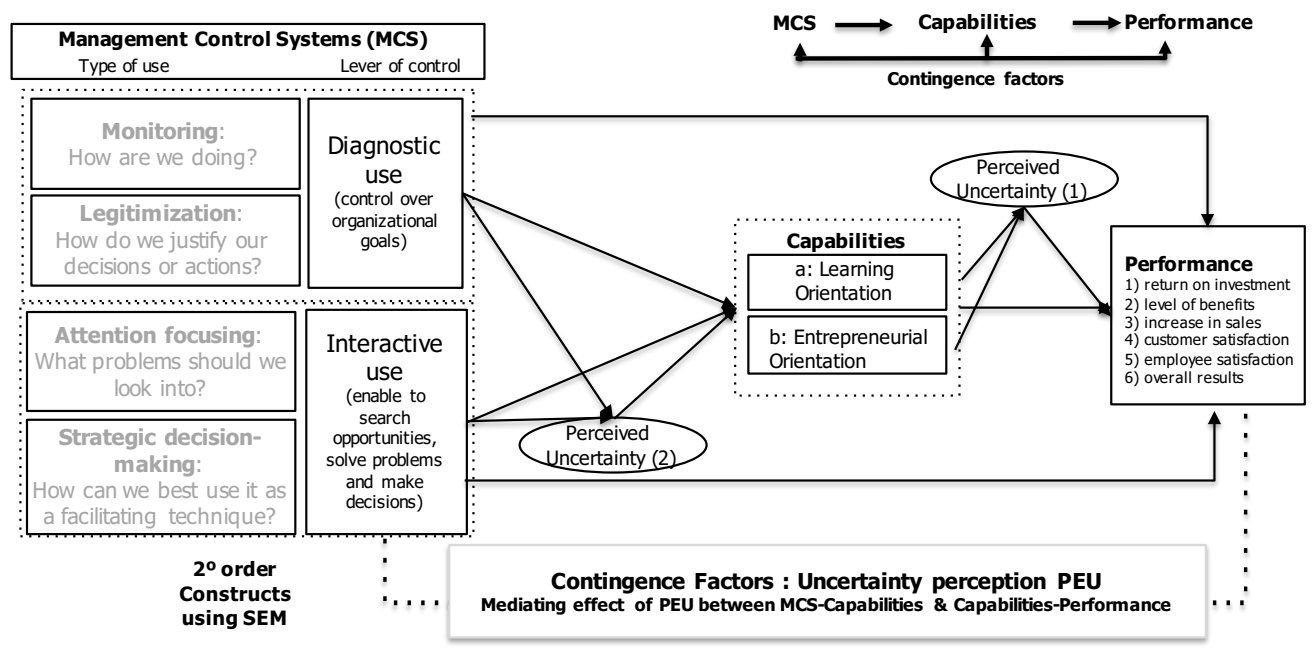 MCS Capabilities Performance
Contingence factors
Management Control Systems (MCS)
Type of use Lever of control
Monitoring:
How are we doing?
Legitimization:
How do we justify our
decisions or actions?
Diagnostic
use
(control over
organizational
goals)
Attention focusing:
What problems should we
look into?
Strategic decision-
making:
How can we best use it as
a facilitating technique?
Interactive
use
(enable to
search
opportunities,
solve problems
and make
decisions)
Perceived
Uncertainty (2)
Capabilities
a: Learning
Orientation
b: Entrepreneurial
Orientation
Perceived
Uncertainty (1)
Performance
1) return on investment
2) level of benefits
3) increase in sales
4) customer satisfaction
5) employee satisfaction
6) overall results
2º order
Constructs
using SEM
Contingence Factors : Uncertainty perception PEU
Mediating effect of PEU between MCS-Capabilities & Capabilities-Performance